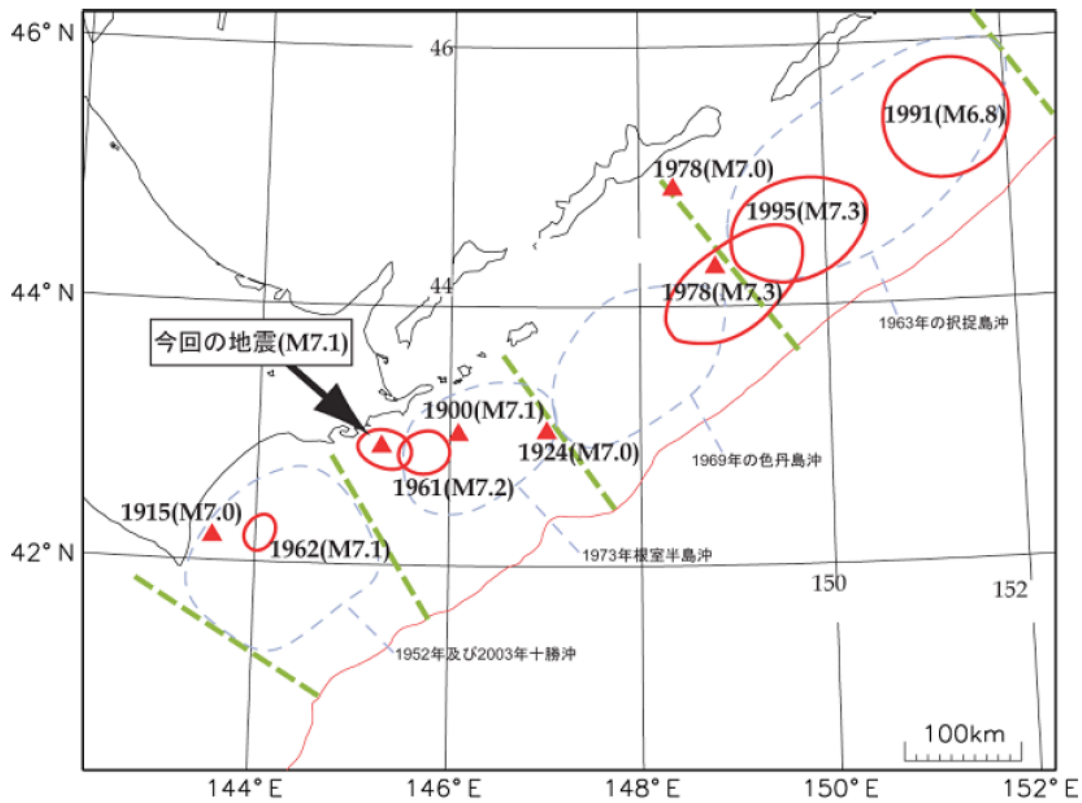 46° N
46
1991(M6.8)
1978(M7.0)
1995(M7.3)
44° N
44
1978(M7.3)
1963年の択捉島沖
今回の地震(M7.1)
1900(M7.1)
1924(M7.0)
1969年の色丹島沖
1961(M7.2)
1915(M7.0)
1962(M7.1)
42° N
1973年根室半島沖
150
152
1952年及び2003年十勝沖
100km
144° E
146° E
148° E
150° E
152° E